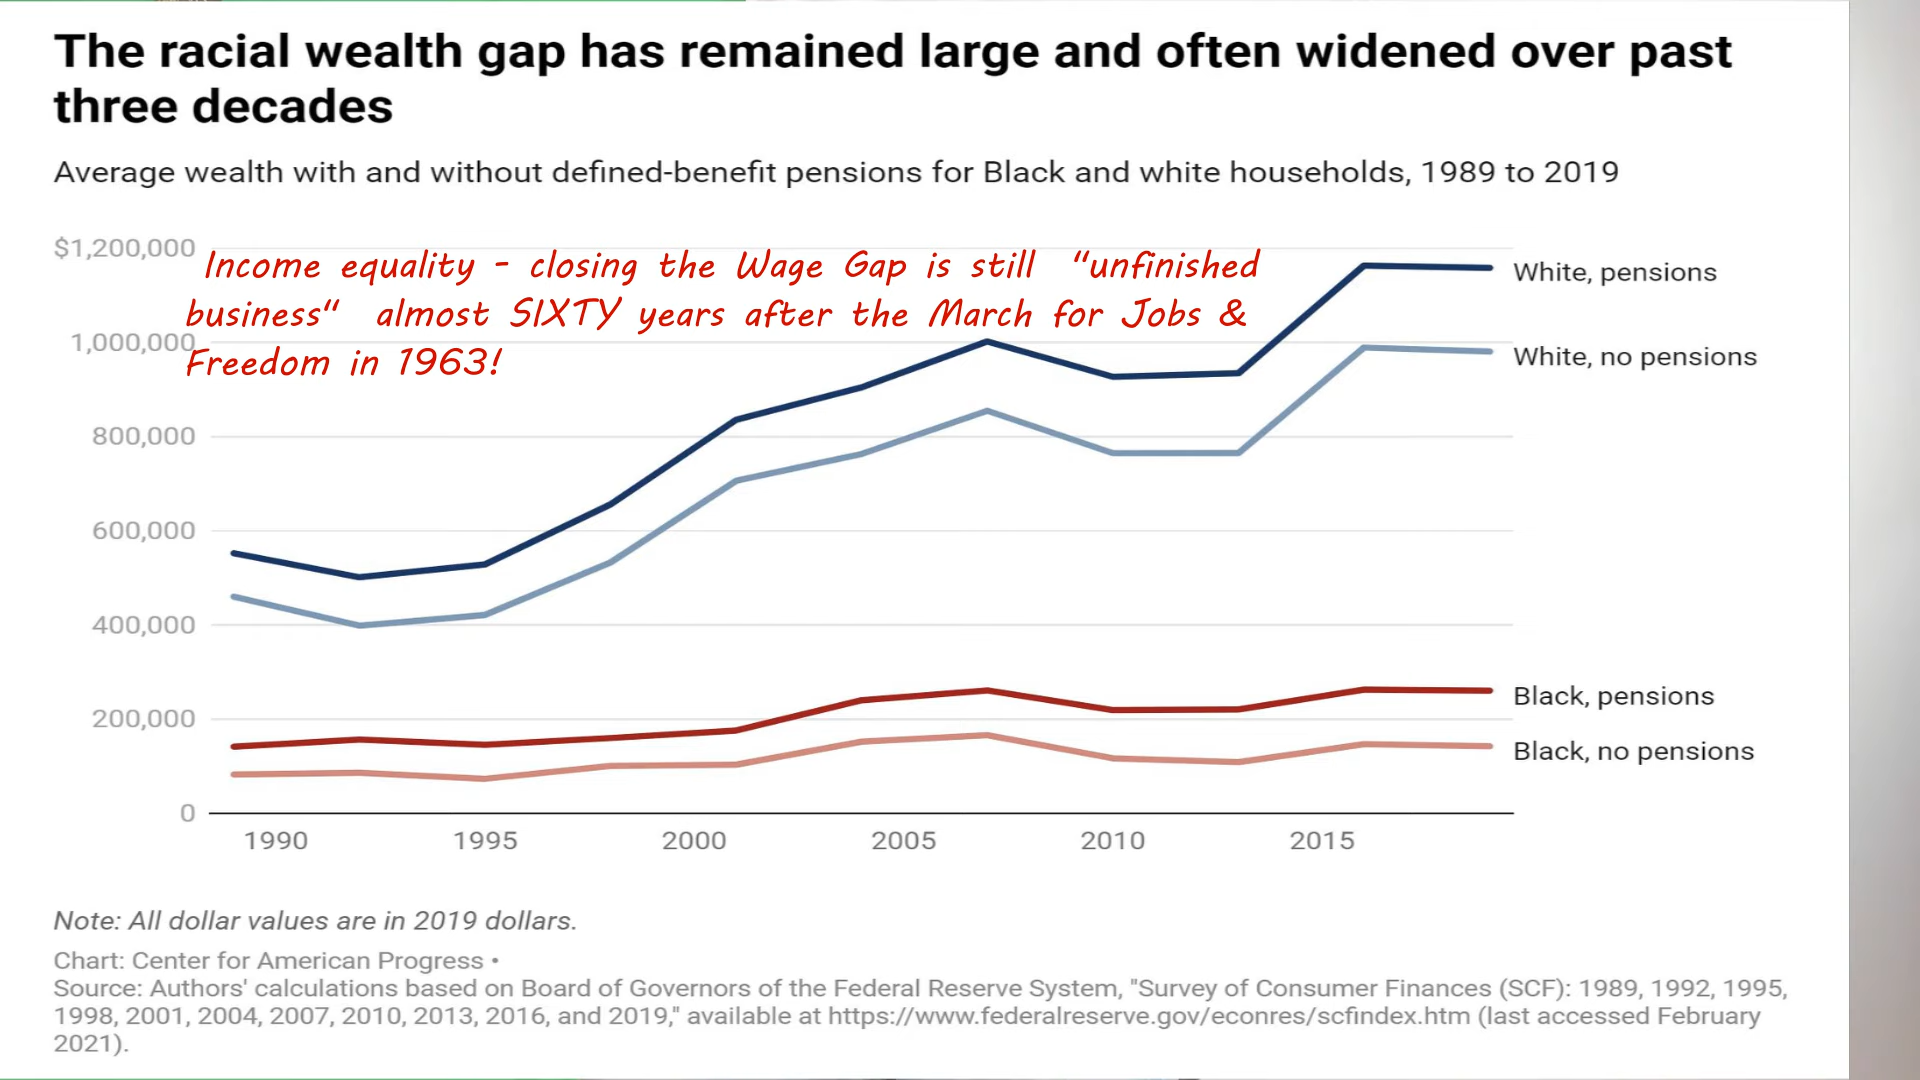 The racial wealth gap has remained large and often widened over past
three decades
Average wealth with and without defined-benefit pensions for Black and white households, 1989 to 2019
$1,200,000
Income equality - closing the Wage Gap is still "unfinished
business" almost SIXTY years after the March for Jobs &
Freedom in 1963!
1,000,000
800,000
600,000
400,000
200,000
0
White, pensions
White, no pensions
Black, pensions
Black, no pensions
1990 1995 2000 2005 2010 2015
Note: All dollar values are in 2019 dollars.
Chart: Center for American Progress •
Source: Authors' calculations based on Board of Governors of the Federal Reserve System, "Survey of Consumer Finances (SCF): 1989, 1992, 1995,
1998, 2001, 2004, 2007, 2010, 2013, 2016, and 2019," available at https://www.federalreserve.gov/econres/scfindex.htm (last accessed February
2021).